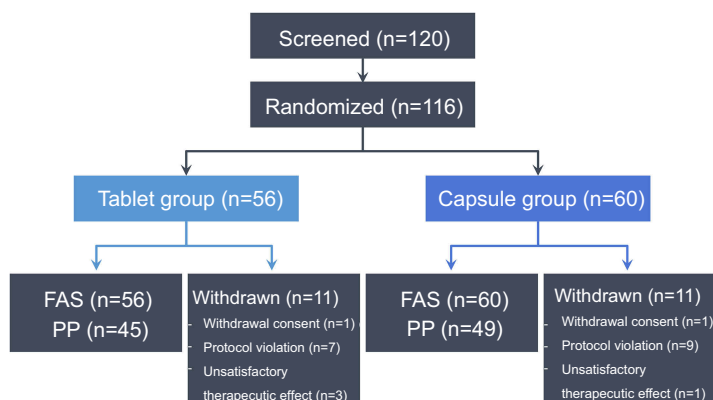 Screened (n=120)
Randomized (n=116)
Tablet group (n=56)
Capsule group (n=60)
FAS (n=56)
PP (n=45)
Withdrawn (n=11)
- Withdrawal consent (n=1)
- Protocol violation (n=7)
- Unsatisfactory
therapecutic effect (n=3)
FAS (n=60)
PP (n=49)
Withdrawn (n=11)
- Withdrawal consent (n=1)
- Protocol violation (n=9)
- Unsatisfactory
therapecutic effect (n=1)